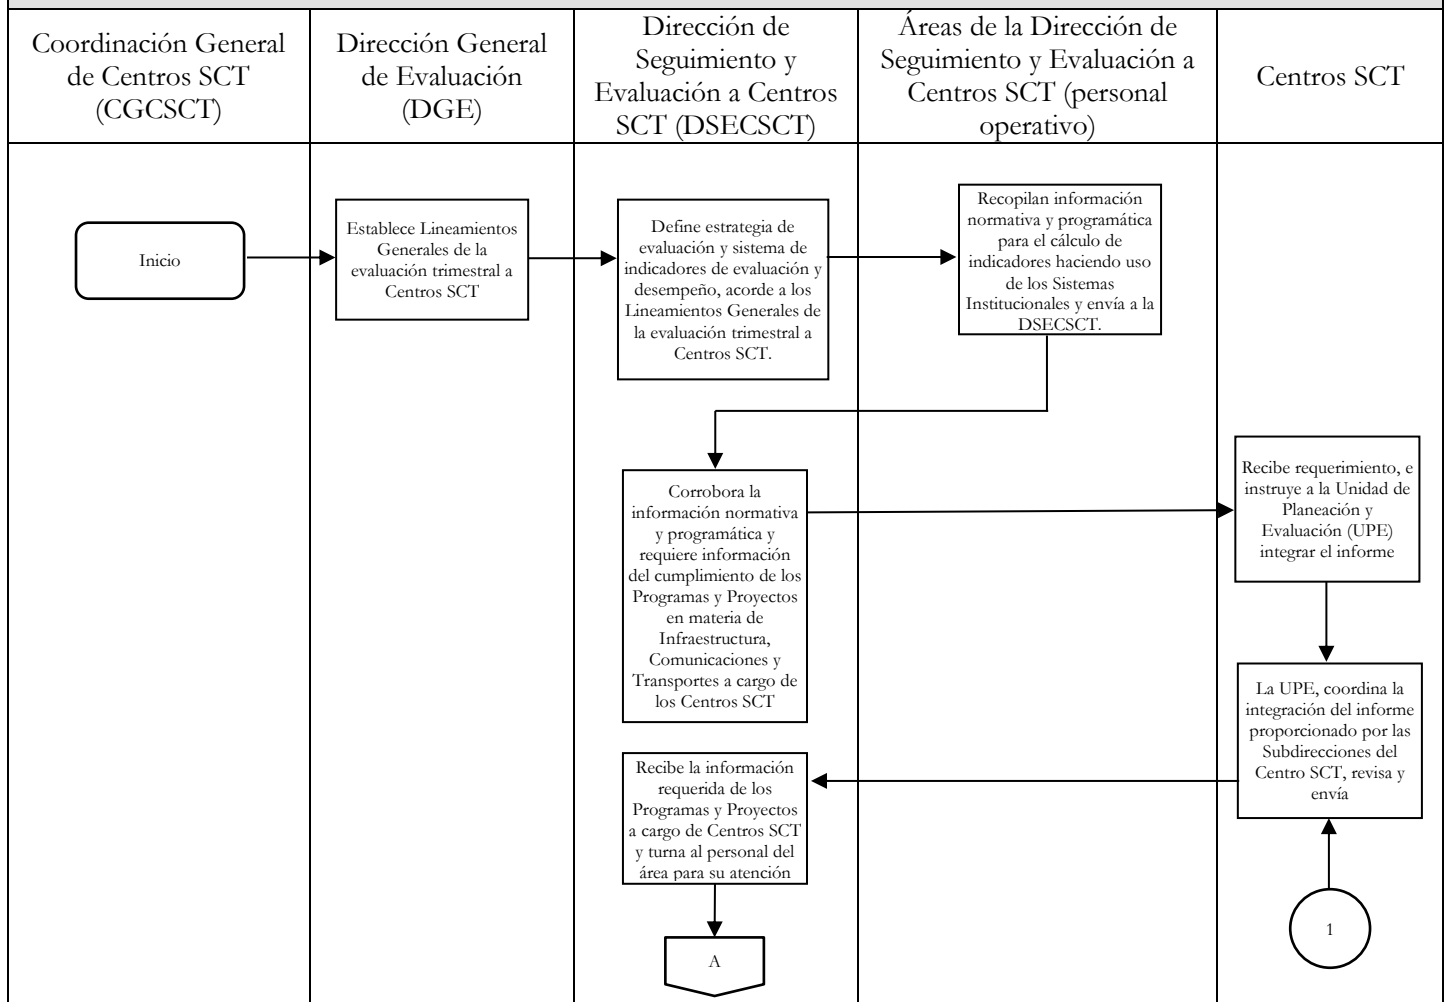 Coordinación General
de Centros SCT
(CGCSCT)
Dirección General
de Evaluación
(DGE)
Dirección de
Seguimiento y
Evaluación a Centros
SCT (DSECSCT)
Áreas de la Dirección de
Seguimiento y Evaluación a
Centros SCT (personal
operativo)
Centros SCT
Inicio
Establece Lineamientos
Generales de la
evaluación trimestral a
Centros SCT
Define estrategia de
evaluación y sistema de
indicadores de evaluación y
desempeño, acorde a los
Lineamientos Generales de
la evaluación trimestral a
Centros SCT.
Recopilan información
normativa y programática
para el cálculo de
indicadores haciendo uso
de los Sistemas
Institucionales y envía a la
DSECSCT.
Corrobora la
información normativa
y programática y
requiere información
del cumplimiento de los
Programas y Proyectos
en materia de
Infraestructura,
Comunicaciones y
Transportes a cargo de
los Centros SCT
Recibe requerimiento, e
instruye a la Unidad de
Planeación y
Evaluación (UPE)
integrar el informe
La UPE, coordina la
integración del informe
proporcionado por las
Subdirecciones del
Centro SCT, revisa y
envía
Recibe la información
requerida de los
Programas y Proyectos
a cargo de Centros SCT
y turna al personal del
área para su atención
A
1